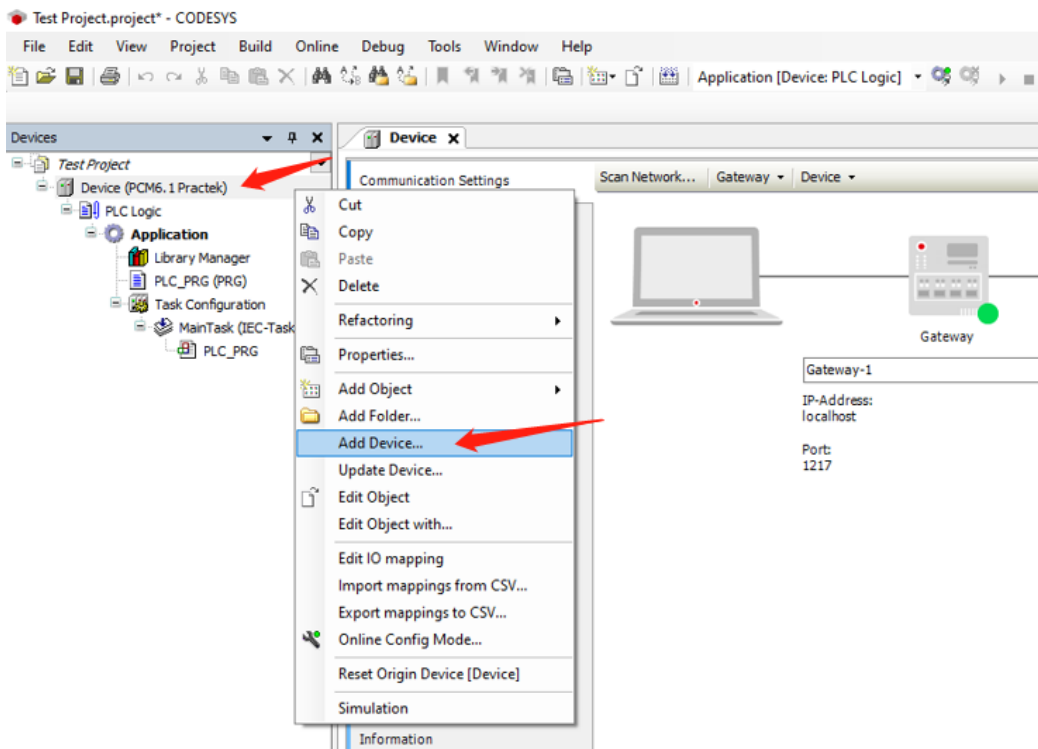 Test Project.project* - CODESYS
File Edit View Project Build Online Debug Tools Window Help
Application [Device: PLC Logic]
Devices
Device
Test Project
Device (PCM6.1 Practek)
PLC Logic
Application
Library Manager
PLC_PRG (PRG)
Task Configuration
MainTask (IEC-Task
PLC_PRG
Communication Settings
Scan Network... Gateway Device
Cut
Copy
Paste
Delete
Refactoring
Properties...
Add Object
Add Folder...
Add Device...
Update Device...
Edit Object
Edit Object with...
Edit IO mapping
Import mappings from CSV...
Export mappings to CSV...
Online Config Mode...
Reset Origin Device [Device]
Simulation
Information
Gateway
Gateway-1
IP-Address:
localhost
Port:
1217